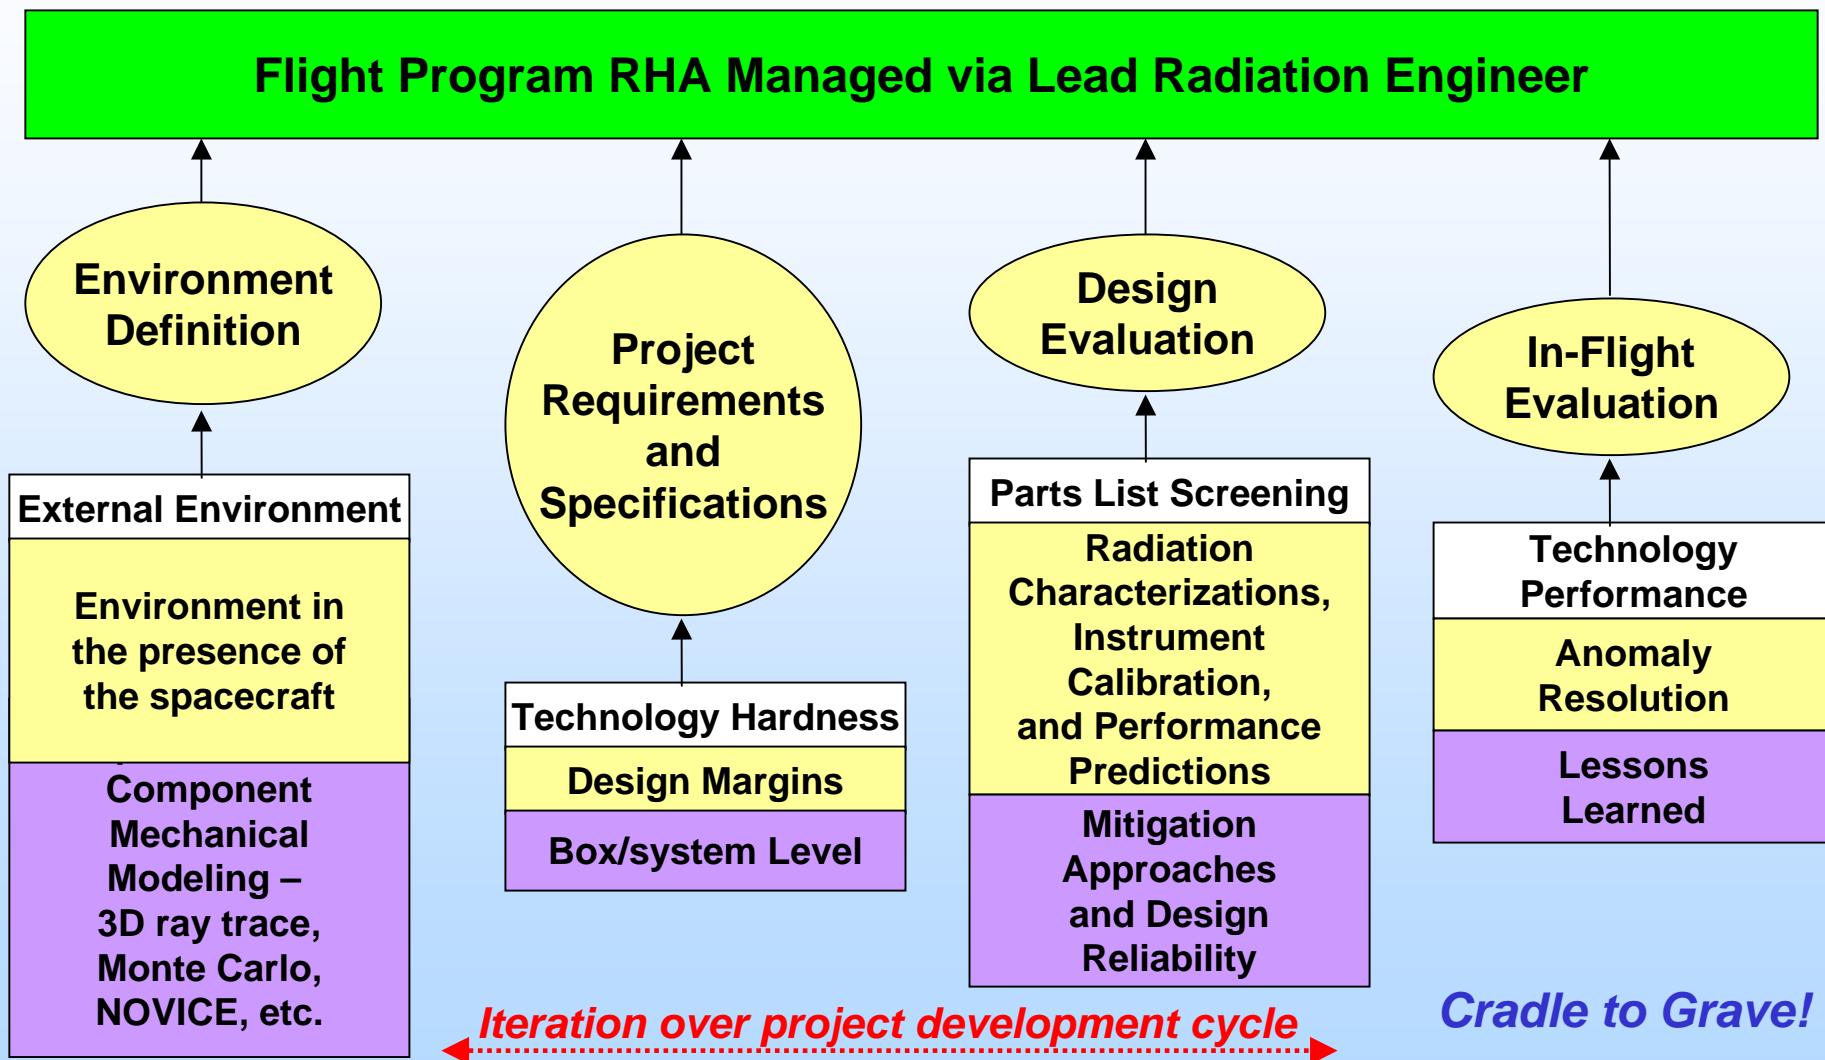 Flight Program RHA Managed via Lead Radiation Engineer
Environment
Definition
External Environment
Environment in
the presence of
the spacecraft
Component
Mechanical
Modeling –
3D ray trace,
Monte Carlo,
NOVICE, etc.
Project
Requirements
and
Specifications
Technology Hardness
Design Margins
Box/system Level
Design
Evaluation
Parts List Screening
Radiation
Characterizations,
Instrument
Calibration,
and Performance
Predictions
Mitigation
Approaches
and Design
Reliability
In-Flight
Evaluation
Technology
Performance
Anomaly
Resolution
Lessons
Learned
Iteration over project development cycle
Cradle to Grave!